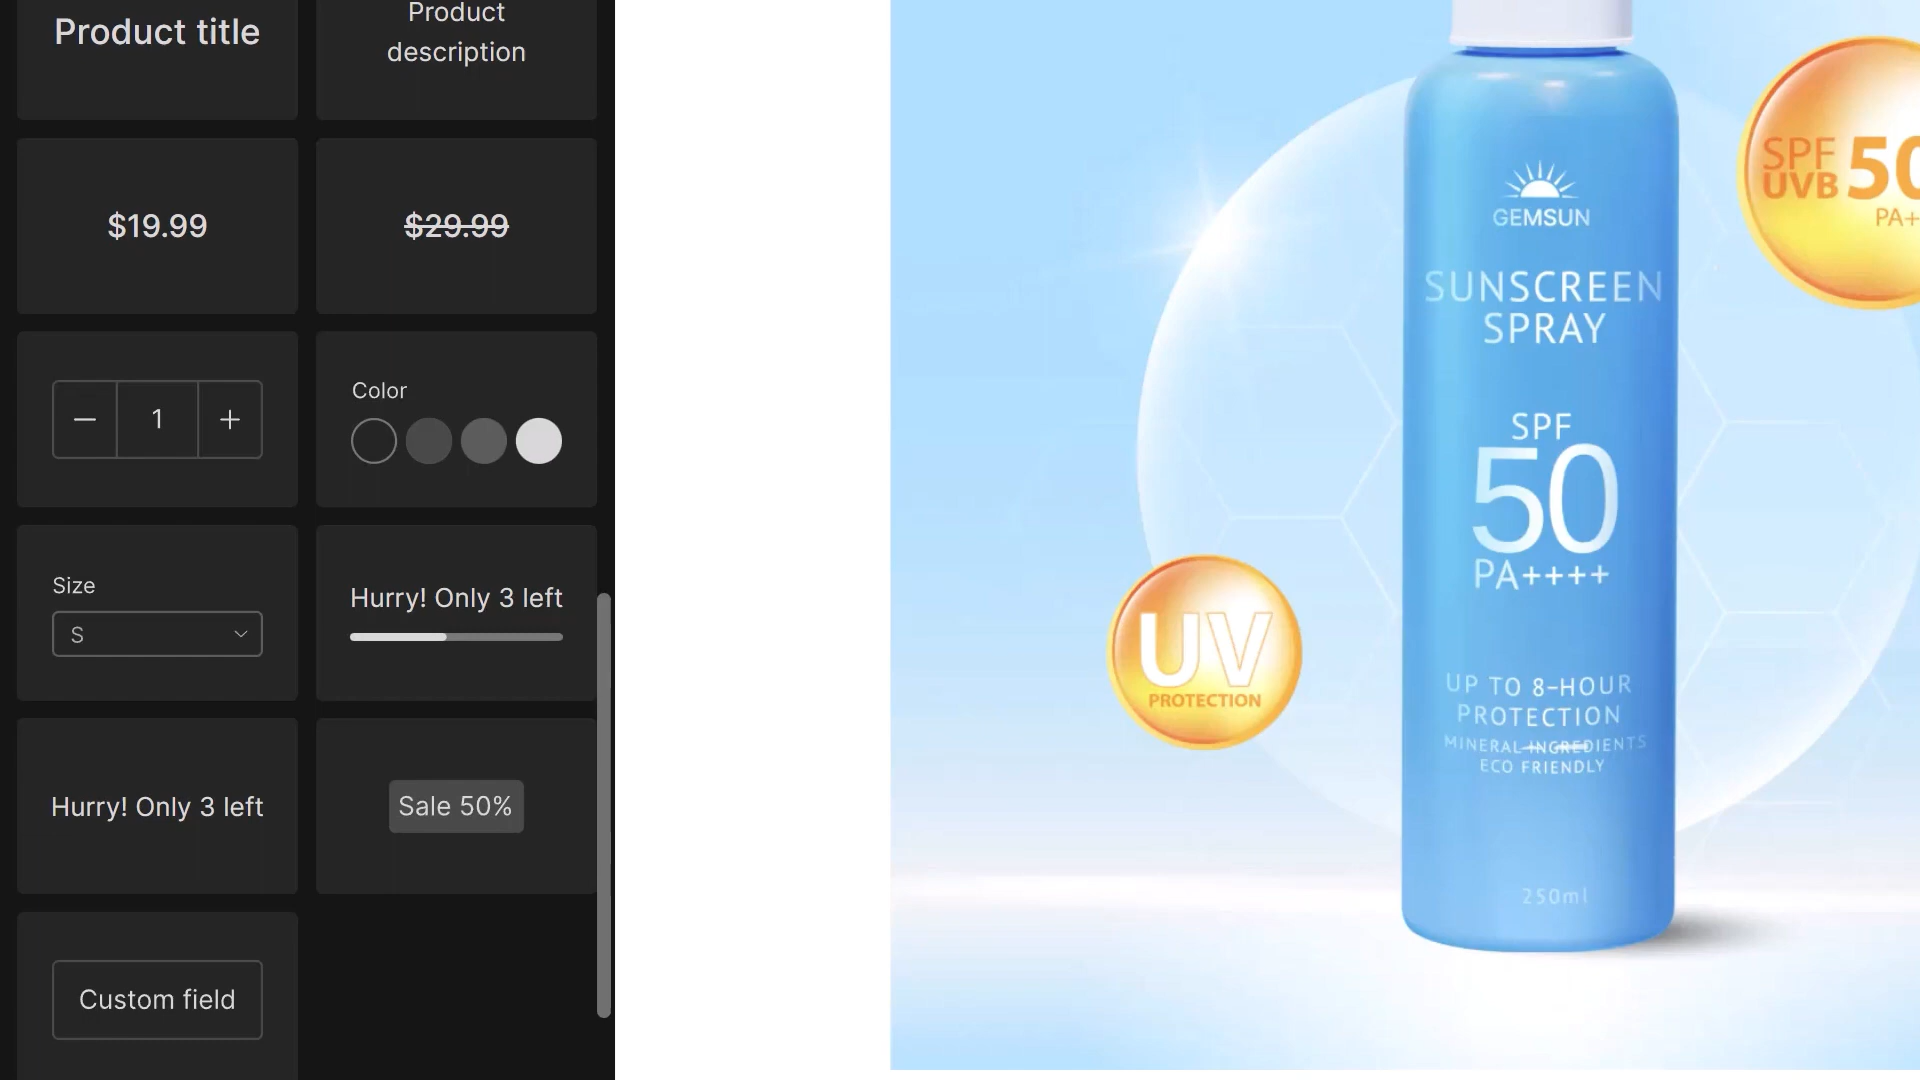 Product title
Product
description
$19.99
$29.99
1
Color
Size
S
Hurry! Only 3 left
Hurry! Only 3 left
Sale 50%
Custom field
GEMSUN
SUNSCREEN
SPRAY
SPF
50
PA++++
UP TO 8-HOUR
PROTECTION
MINERAL INGREDIENTS
ECO FRIENDLY
250ml
UV
PROTECTION
SPF
UVB 50
PA+